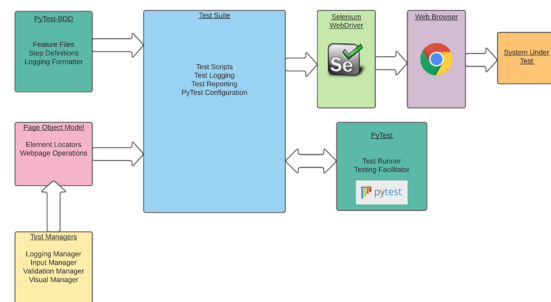 PyTest-BDD
Feature Files
Step Definitions
Logging Formatter
Test Suite
Test Scripts
Test Logging
Test Reporting
PyTest Configuration
Selenium
WebDriver
Se
Web Browser
System Under
Test
Page Object Model
Element Locators
Webpage Operations
PyTest
Test Runner
Testing Facilitator
pytest
Test Managers
Logging Manager
Input Manager
Validation Manager
Visual Manager